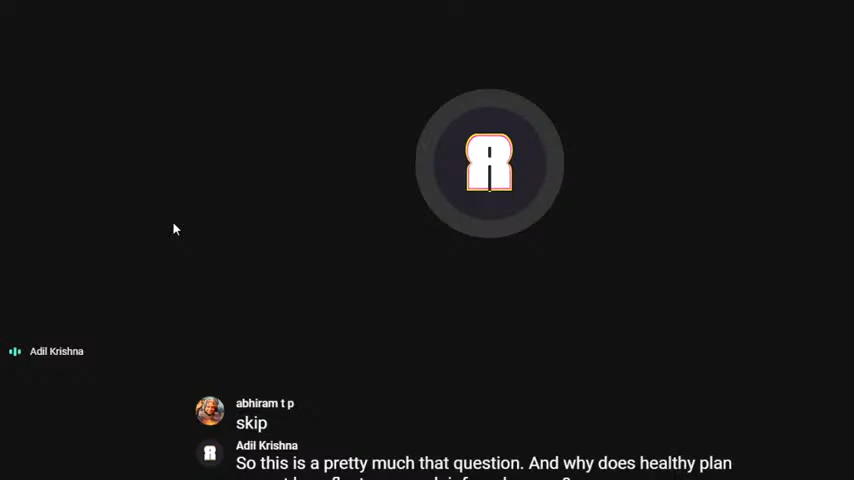 Adil Krishna
abhiram t p
skip
Adil Krishna
So this is a pretty much that question. And why does healthy plan